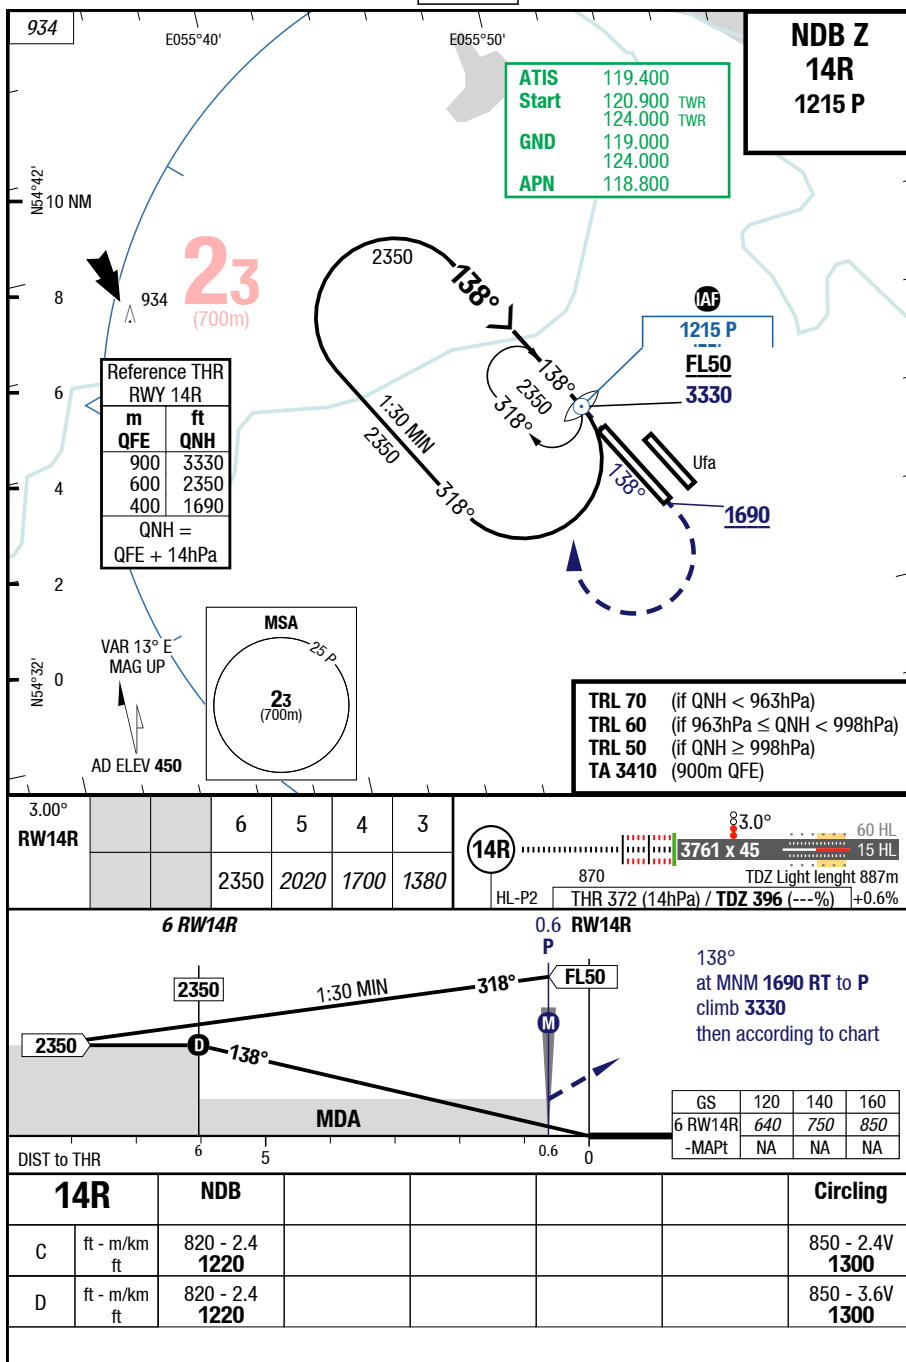 934
E055°40'
E055°50'
NDB Z
14R
1215 P
ATIS 119.400
Start 120.900 TWR
124.000 TWR
GND 119.000
124.000
APN 118.800
N54°42'
10 NM
8
6
4
2
0
N54°32'
934
23
(700m)
2350
138°
IAF
1215 P
FL50
3330
138°
2350
318°
1:30 MIN
2350
318°
138°
Ufa
1690
Reference THR
RWY 14R
m ft
QFE QNH
900 3330
600 2350
400 1690
QNH =
QFE + 14hPa
VAR 13° E
MAG UP
AD ELEV 450
MSA
25 P
23
(700m)
TRL 70 (if QNH < 963hPa)
TRL 60 (if 963hPa ≤ QNH < 998hPa)
TRL 50 (if QNH ≥ 998hPa)
TA 3410 (900m QFE)
3.00°
RW14R
6 5 4 3
2350 2020 1700 1380
14R
HL-P2
870
3.0°
3761 x 45
60 HL
15 HL
TDZ Light lenght 887m
THR 372 (14hPa) / TDZ 396 (---%) +0.6%
6 RW14R
0.6 RW14R
P
2350
1:30 MIN
318°
FL50
M
2350
D
138°
MDA
138°
at MNM 1690 RT to P
climb 3330
then according to chart
GS 120 140 160
6 RW14R 640 750 850
-MAPt NA NA NA
DIST to THR
6
5
0.6
0
14R NDB Circling
C ft - m/km 820 - 2.4 850 - 2.4V
ft 1220 1300
D ft - m/km 820 - 2.4 850 - 3.6V
ft 1220 1300